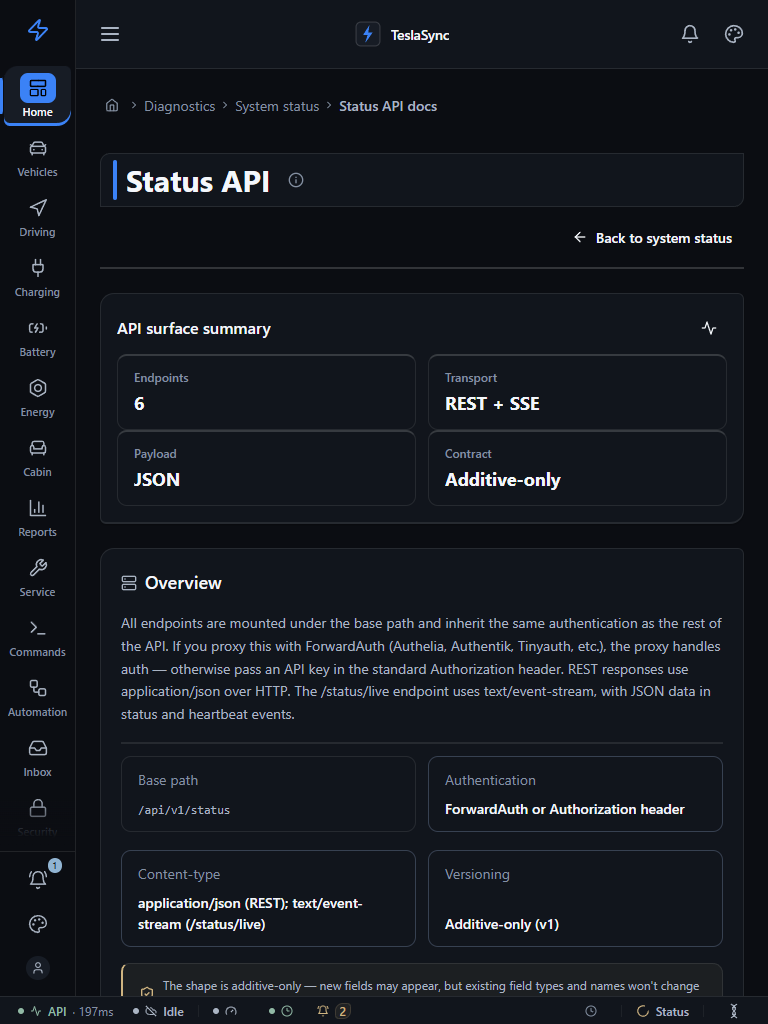 TeslaSync
Home
Vehicles
Driving
Charging
Battery
Energy
Cabin
Reports
Service
Commands
Automation
Inbox
Security
1
Diagnostics > System status > Status API docs
Status API
Back to system status
API surface summary
Endpoints
6
Transport
REST + SSE
Payload
JSON
Contract
Additive-only
Overview
All endpoints are mounted under the base path and inherit the same authentication as the rest of
the API. If you proxy this with ForwardAuth (Authelia, Authentik, Tinyauth, etc.), the proxy handles
auth — otherwise pass an API key in the standard Authorization header. REST responses use
application/json over HTTP. The /status/live endpoint uses text/event-stream, with JSON data in
status and heartbeat events.
Base path
/api/v1/status
Authentication
ForwardAuth or Authorization header
Content-type
application/json (REST); text/event-
stream (/status/live)
Versioning
Additive-only (v1)
The shape is additive-only — new fields may appear, but existing field types and names won't change
API · 197ms
Idle
2
Status